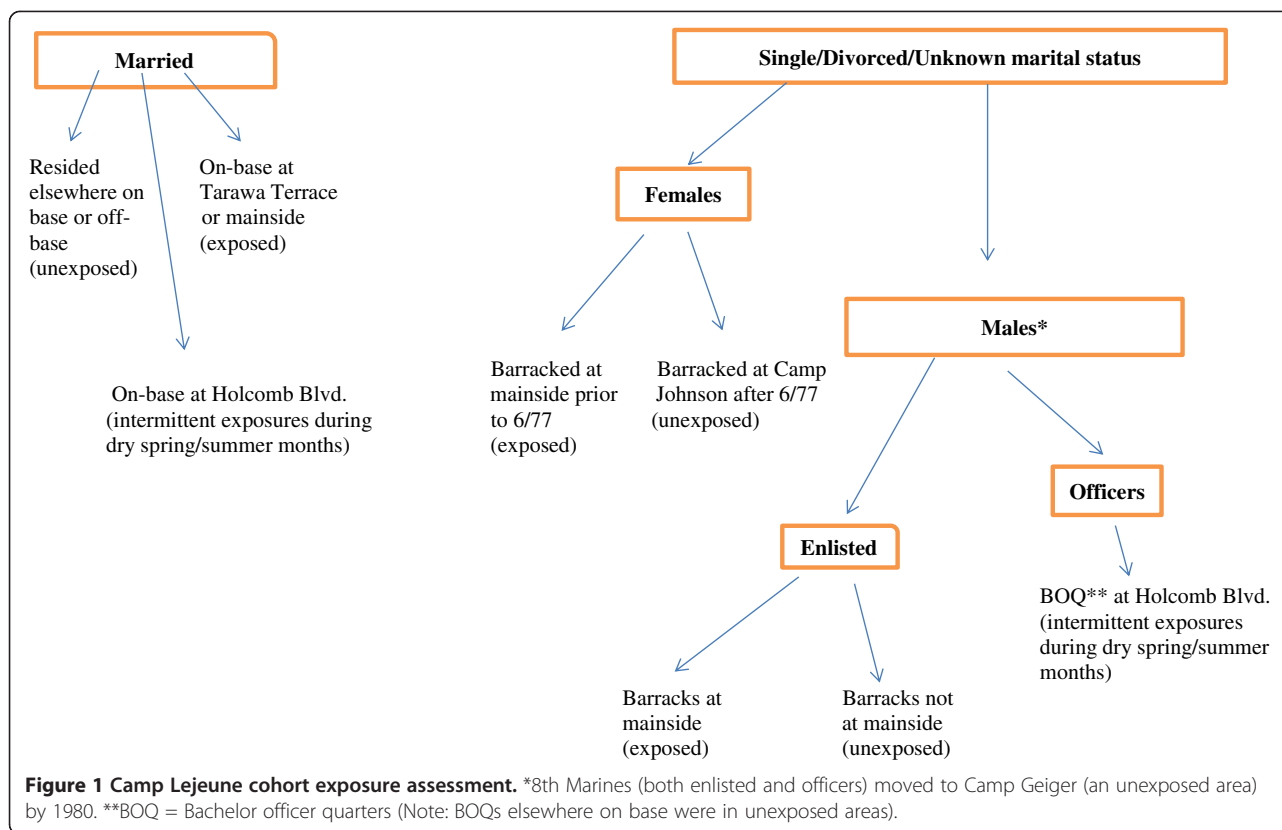 Married
Single/Divorced/Unknown marital status
Resided
elsewhere on
base or off-
base
(unexposed)
On-base at
Tarawa Terrace
or mainside
(exposed)
On-base at Holcomb Blvd.
(intermittent exposures during
dry spring/summer months)
Females
Barracked at
mainside prior
to 6/77
(exposed)
Barracked at Camp
Johnson after 6/77
(unexposed)
Males*
Enlisted
Officers
Barracks at
mainside
(exposed)
Barracks not
at mainside
(unexposed)
BOQ** at Holcomb Blvd.
(intermittent exposures
during dry spring/summer
months)
Figure 1 Camp Lejeune cohort exposure assessment. *8th Marines (both enlisted and officers) moved to Camp Geiger (an unexposed area)
by 1980. **BOQ = Bachelor officer quarters (Note: BOQs elsewhere on base were in unexposed areas).